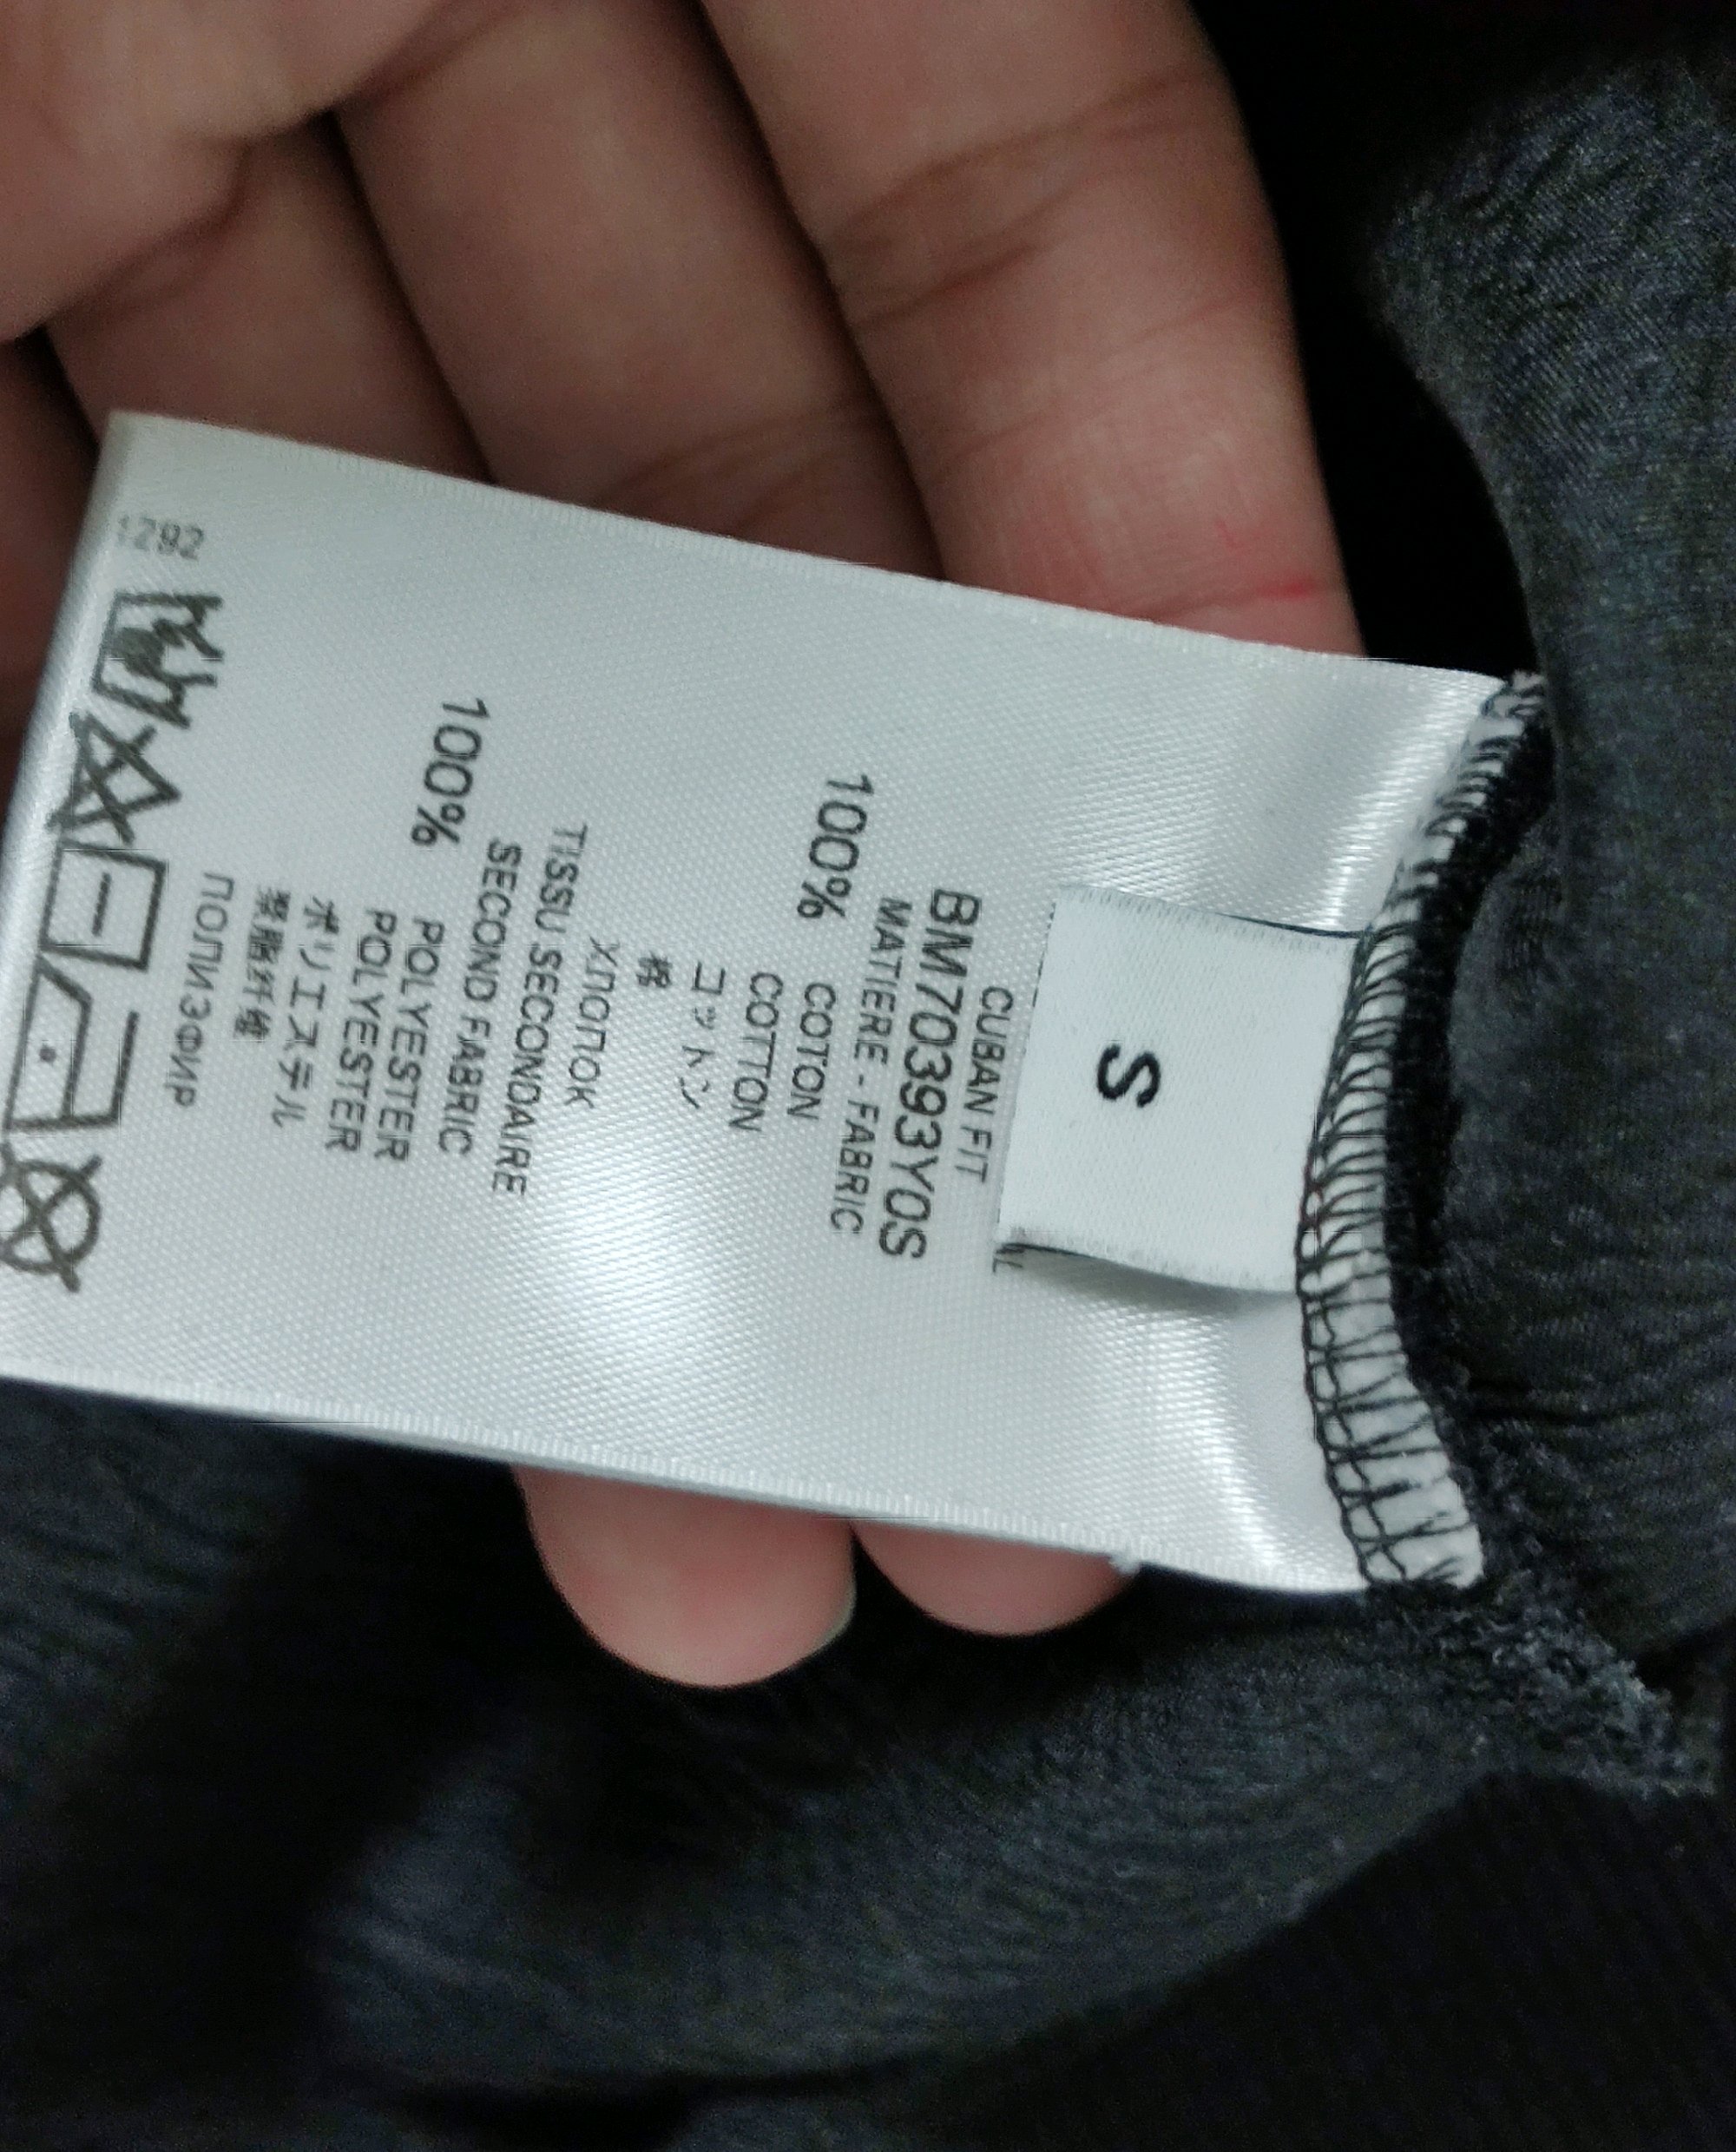 S
CUBAN FIT
BM70393Y0S
MATIERE - FABRIC
100% COTON
COTTON
コットン
棉
ХЛОПОК
TISSU SECONDAIRE
SECOND FABRIC
100% POLYESTER
POLYESTER
ポリエステル
聚酯纤维
ПОЛИЭФИР
1292